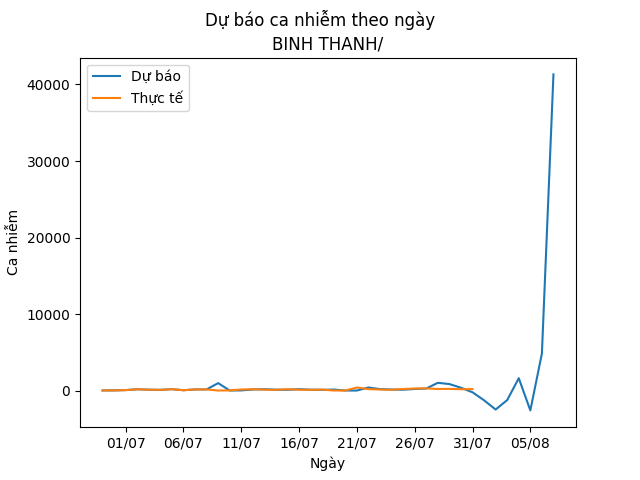 Dự báo ca nhiễm theo ngày
BINH THANH/
Dự báo
Thực tế
Ca nhiễm
40000
30000
20000
10000
0
01/07 06/07 11/07 16/07 21/07 26/07 31/07 05/08
Ngày